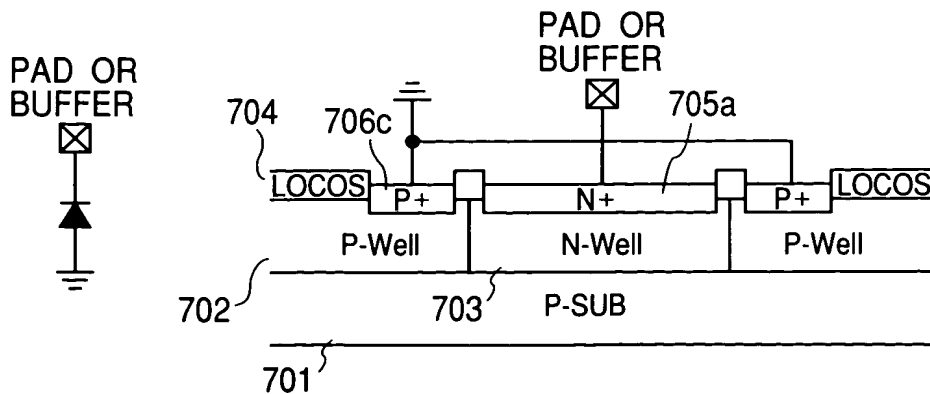 PAD OR
BUFFER
PAD OR
BUFFER
704
706c
705a
LOCOS
P+
N+
P+
LOCOS
P-Well
N-Well
P-Well
702
703
P-SUB
701